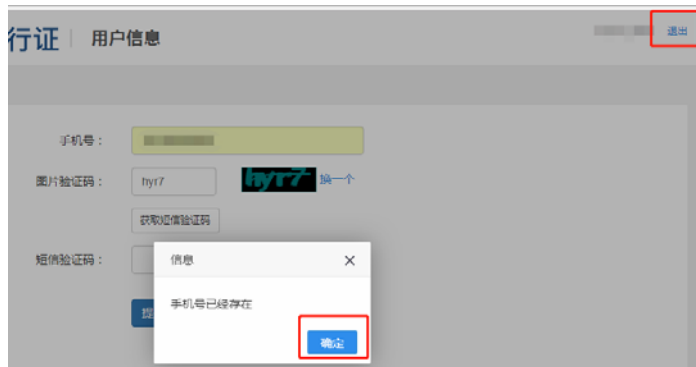 行证 用户信息 退出
手机号：
图片验证码： hyr7 hyr7 换一个
获取短信验证码
短信验证码：
信息
手机号已经存在
提
确定